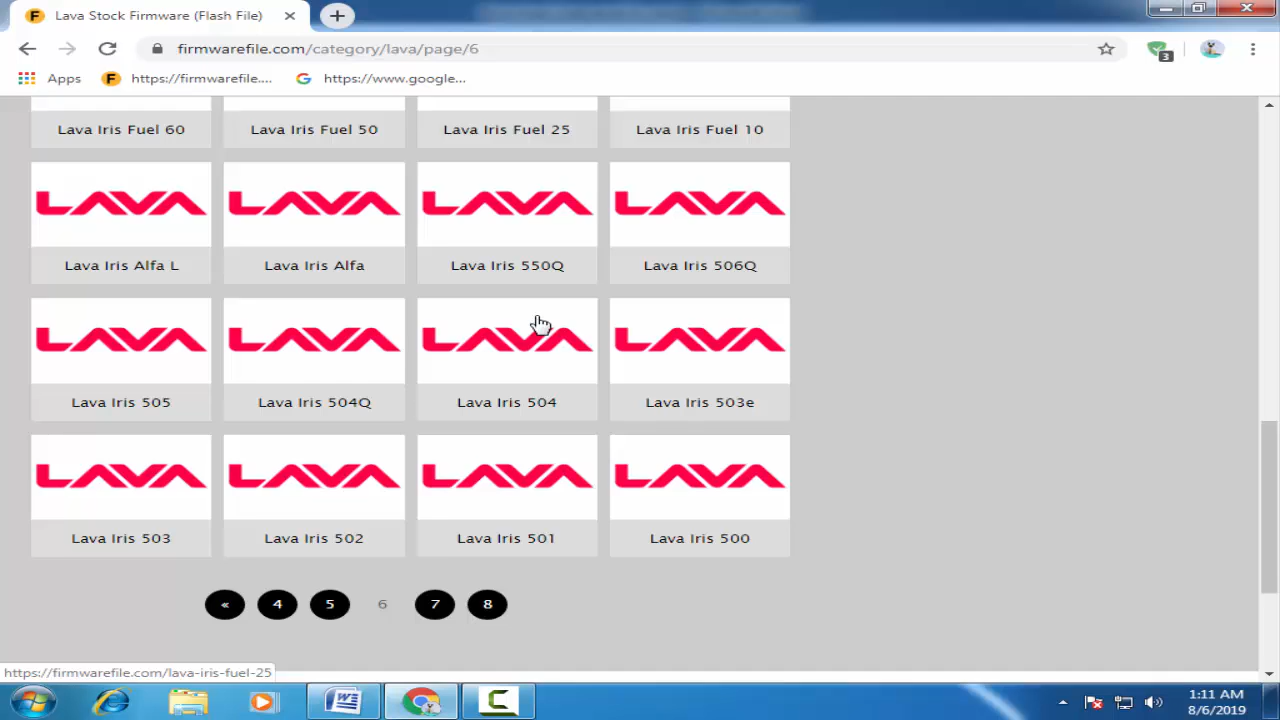 Lava Stock Firmware (Flash File)
firmwarefile.com/category/lava/page/6
Apps https://firmwarefile.... https://www.google...
3
Lava Iris Fuel 60 Lava Iris Fuel 50 Lava Iris Fuel 25 Lava Iris Fuel 10
LAVA LAVA LAVA LAVA
Lava Iris Alfa L Lava Iris Alfa Lava Iris 550Q Lava Iris 506Q
LAVA LAVA LAVA LAVA
Lava Iris 505 Lava Iris 504Q Lava Iris 504 Lava Iris 503e
LAVA LAVA LAVA LAVA
Lava Iris 503 Lava Iris 502 Lava Iris 501 Lava Iris 500
« 4 5 6 7 8
https://firmwarefile.com/lava-iris-fuel-25
1:11 AM
8/6/2019